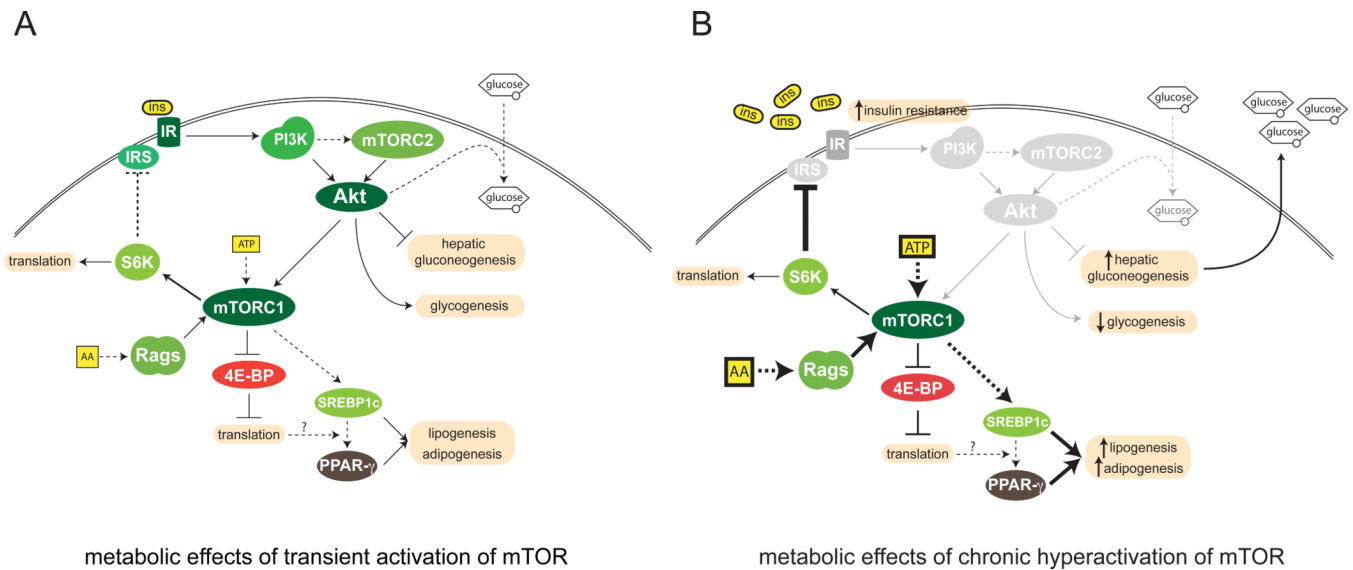 A
ins
IR
IRS
PI3K
mTORC2
Akt
glucose
glucose
hepatic
gluconeogenesis
glycogenesis
ATP
translation
S6K
mTORC1
AA
Rags
4E-BP
SREBP1c
translation
?
PPAR-γ
lipogenesis
adipogenesis
metabolic effects of transient activation of mTOR
B
ins
ins
ins
ins
↑insulin resistance
IR
IRS
PI3K
mTORC2
Akt
glucose
glucose
glucose
glucose
glucose
↑hepatic
gluconeogenesis
↓glycogenesis
ATP
translation
S6K
mTORC1
AA
Rags
4E-BP
SREBP1c
translation
?
PPAR-γ
↑lipogenesis
↑adipogenesis
metabolic effects of chronic hyperactivation of mTOR